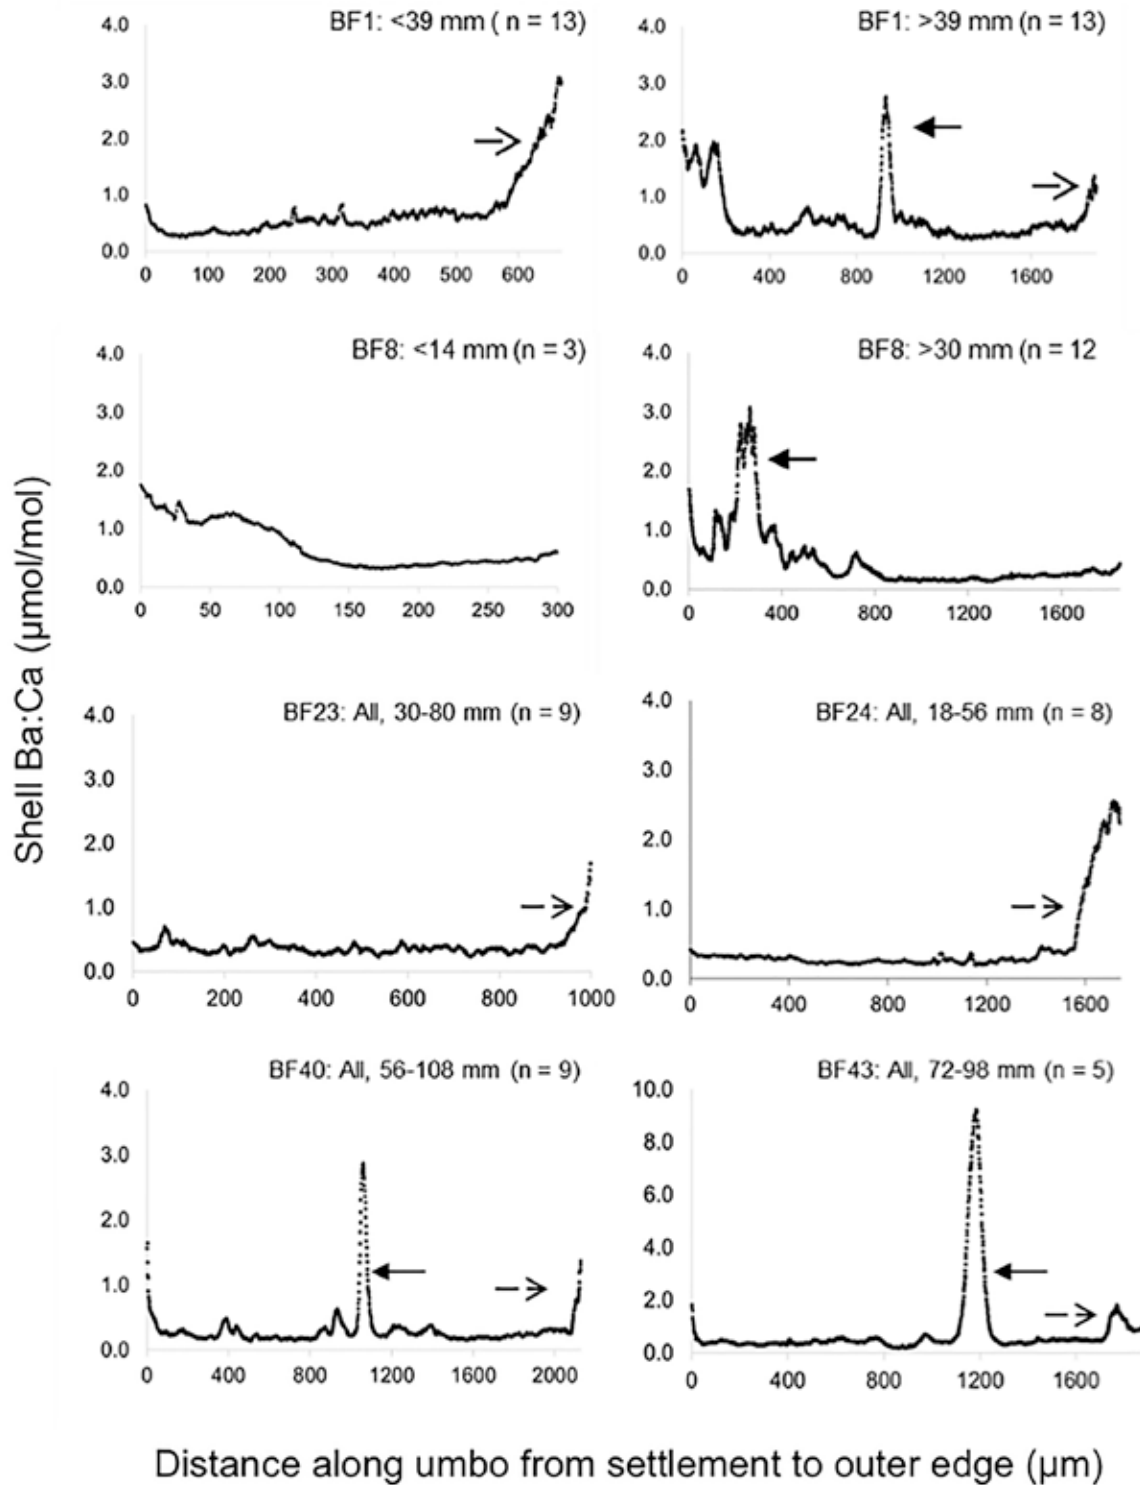 BF1: <39 mm ( n = 13)
4.0
3.0
2.0
1.0
0.0
0 100 200 300 400 500 600
BF1: >39 mm (n = 13)
4.0
3.0
2.0
1.0
0.0
0 400 800 1200 1600
BF8: <14 mm (n = 3)
4.0
3.0
2.0
1.0
0.0
0 50 100 150 200 250 300
BF8: >30 mm (n = 12
4.0
3.0
2.0
1.0
0.0
0 400 800 1200 1600
Shell Ba:Ca (µmol/mol)
BF23: All, 30-80 mm (n = 9)
4.0
3.0
2.0
1.0
0.0
0 200 400 600 800 1000
BF24: All, 18-56 mm (n = 8)
4.0
3.0
2.0
1.0
0.0
0 400 800 1200 1600
BF40: All, 56-108 mm (n = 9)
4.0
3.0
2.0
1.0
0.0
0 400 800 1200 1600 2000
BF43: All, 72-98 mm (n = 5)
10.0
8.0
6.0
4.0
2.0
0.0
0 400 800 1200 1600
Distance along umbo from settlement to outer edge (µm)